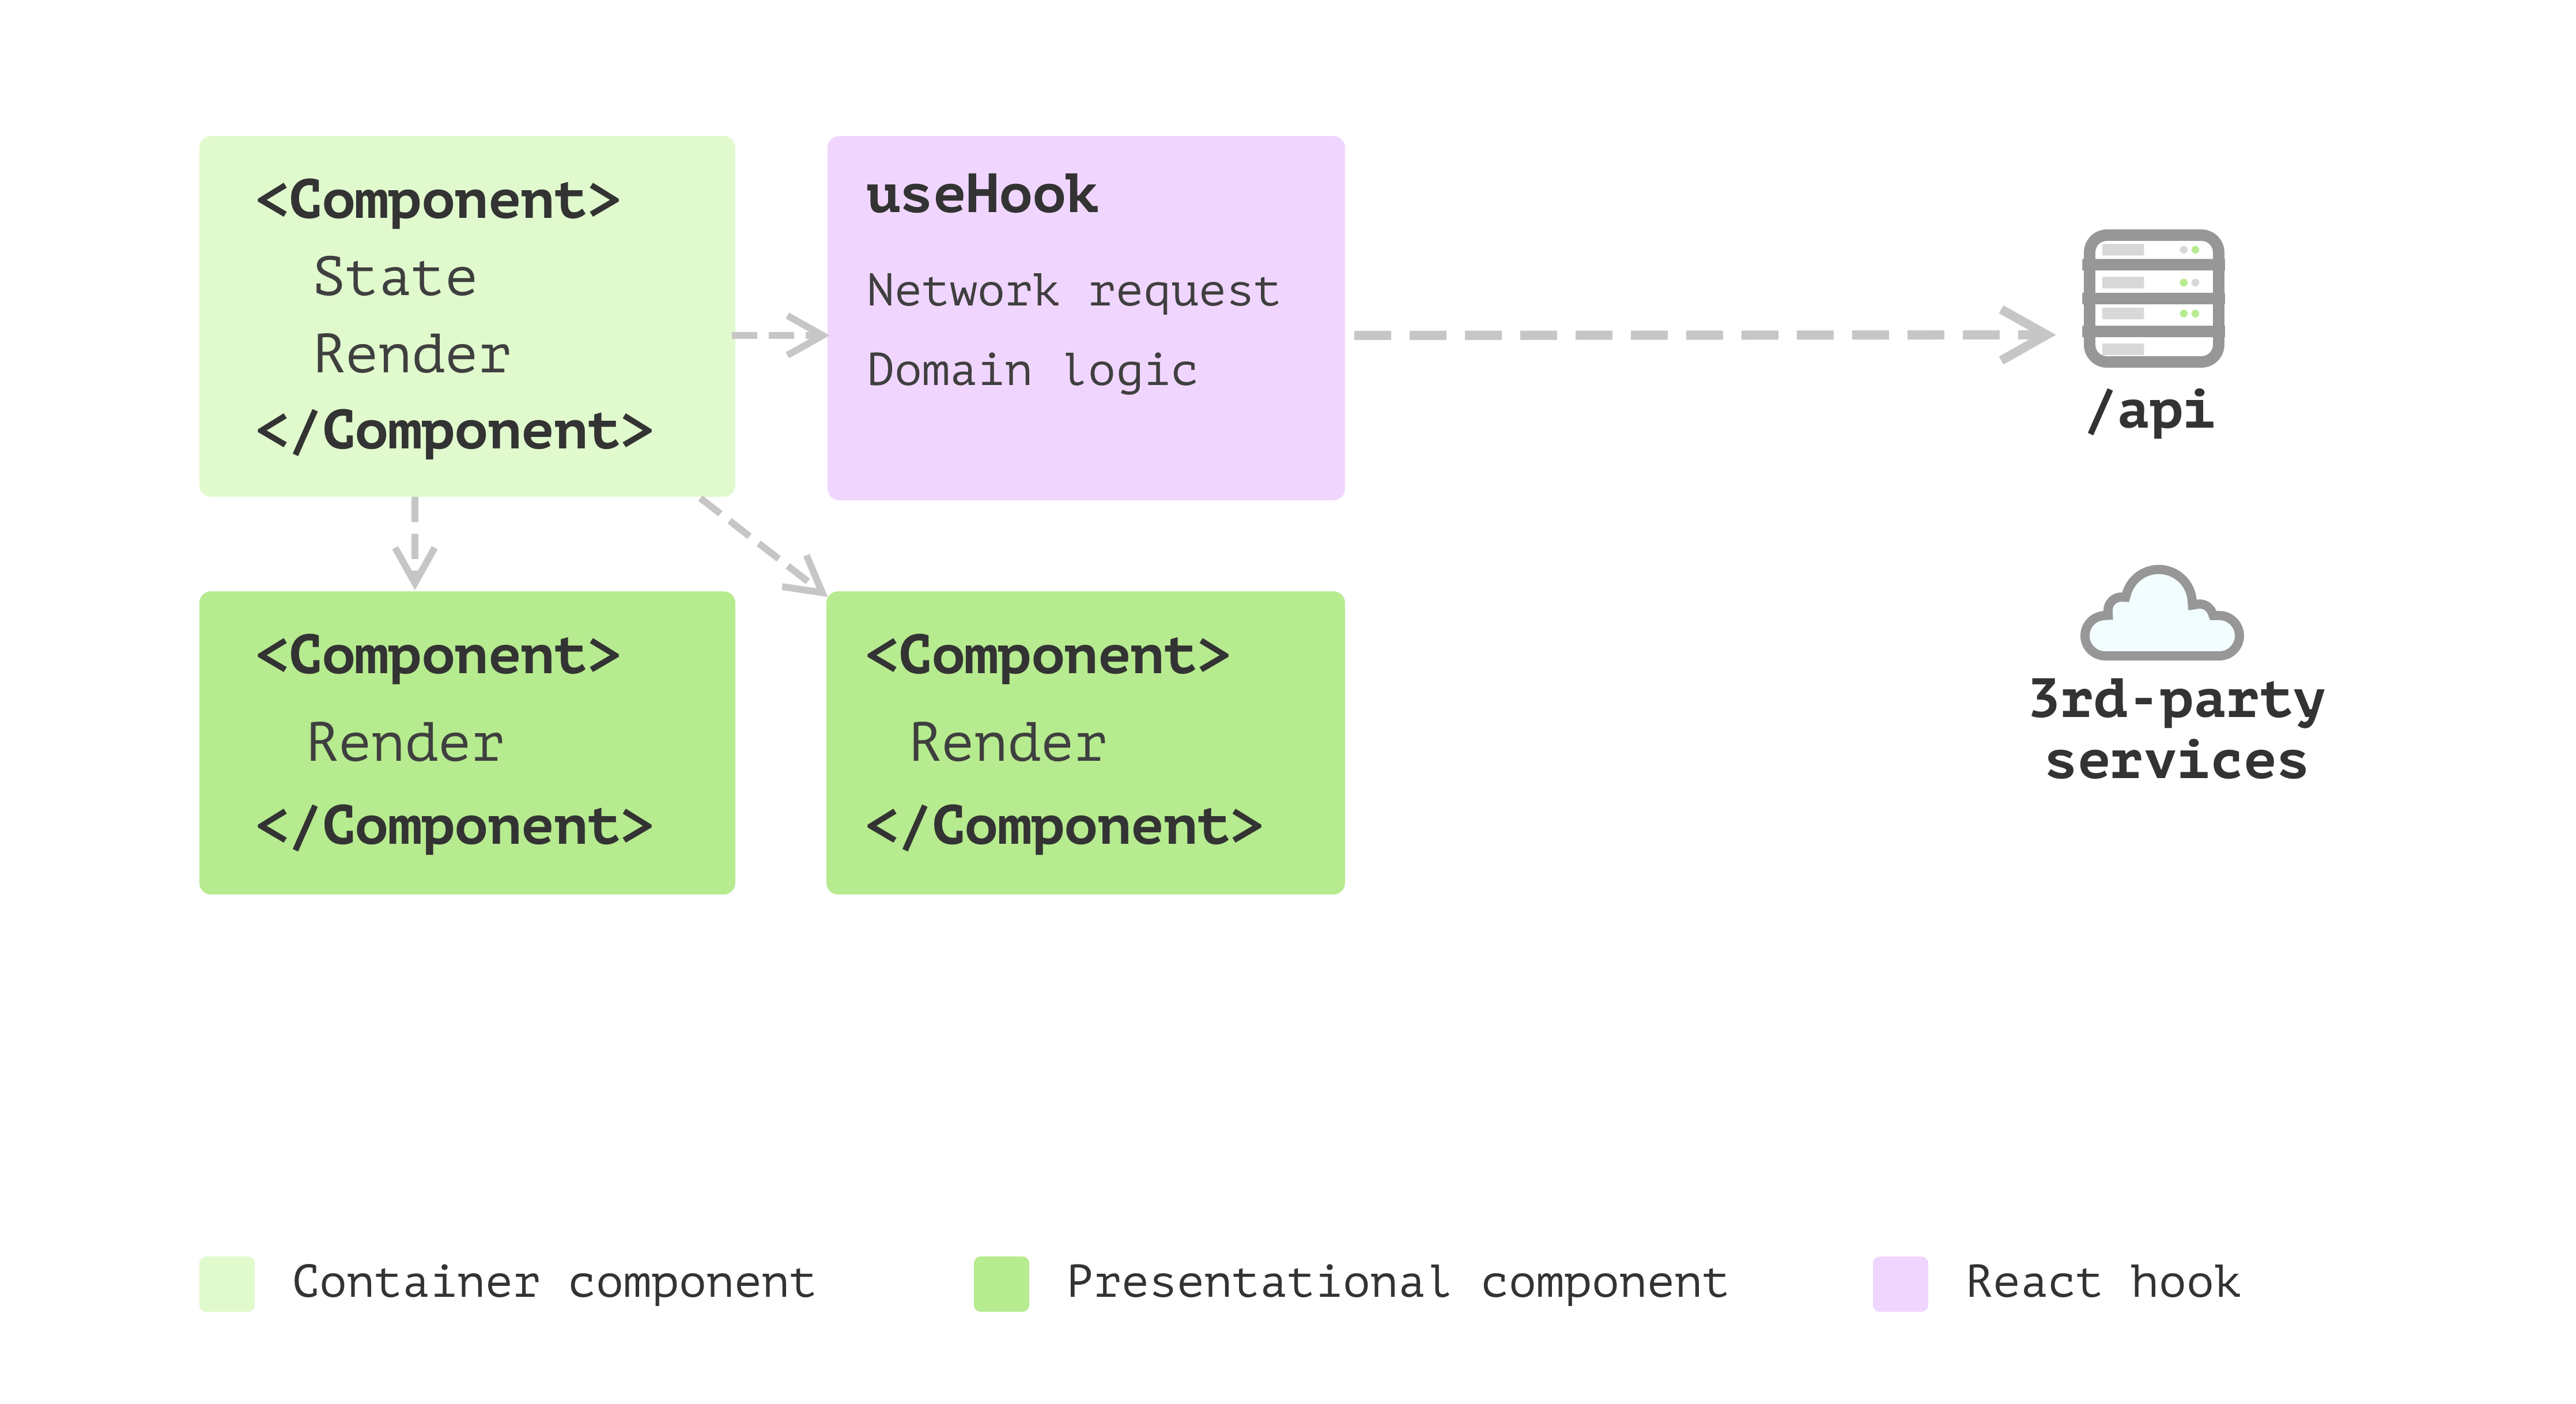 <Component>
State
Render
</Component>
useHook
Network request
Domain logic
/api
<Component>
Render
</Component>
<Component>
Render
</Component>
3rd-party
services
Container component
Presentational component
React hook